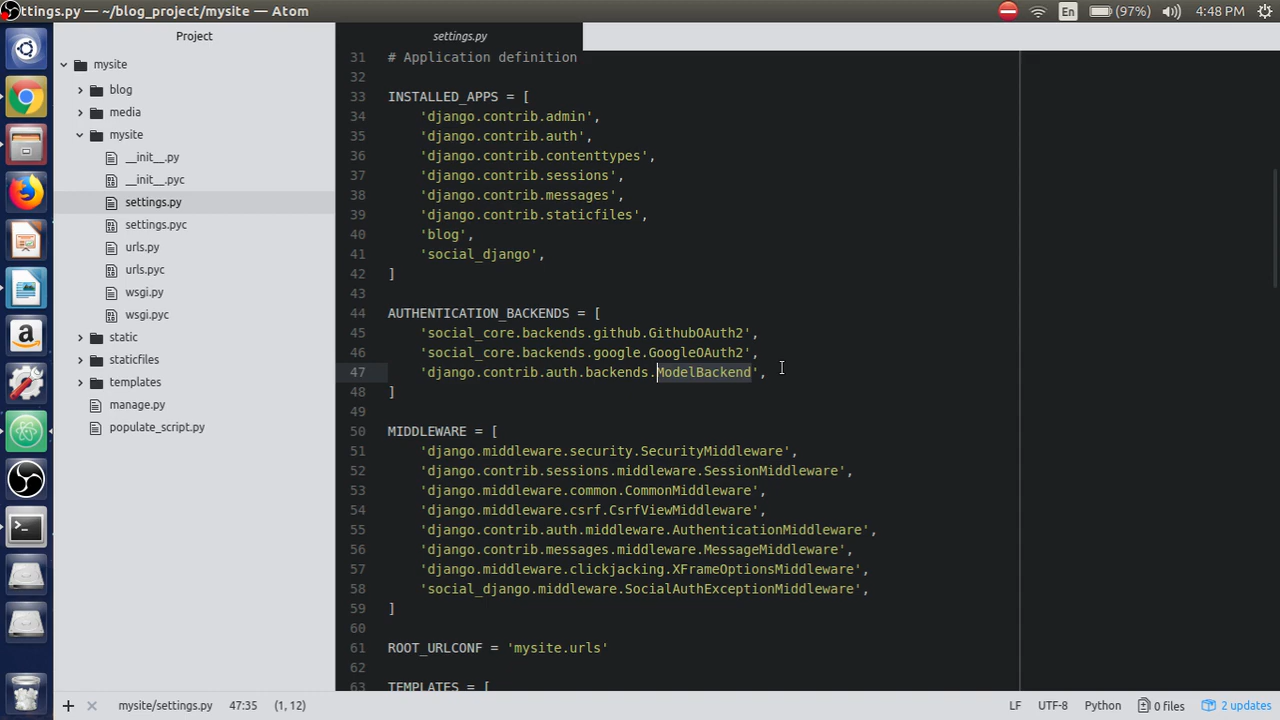 ttings.py — ~/blog_project/mysite — Atom
En
(97%)
4:48 PM
Project
settings.py
mysite
blog
media
mysite
__init__.py
__init__.pyc
settings.py
settings.pyc
urls.py
urls.pyc
wsgi.py
wsgi.pyc
static
staticfiles
templates
manage.py
populate_script.py
31 # Application definition
32
33 INSTALLED_APPS = [
34 'django.contrib.admin',
35 'django.contrib.auth',
36 'django.contrib.contenttypes',
37 'django.contrib.sessions',
38 'django.contrib.messages',
39 'django.contrib.staticfiles',
40 'blog',
41 'social_django',
42 ]
43
44 AUTHENTICATION_BACKENDS = [
45 'social_core.backends.github.GithubOAuth2',
46 'social_core.backends.google.GoogleOAuth2',
47 'django.contrib.auth.backends.ModelBackend',
48 ]
49
50 MIDDLEWARE = [
51 'django.middleware.security.SecurityMiddleware',
52 'django.contrib.sessions.middleware.SessionMiddleware',
53 'django.middleware.common.CommonMiddleware',
54 'django.middleware.csrf.CsrfViewMiddleware',
55 'django.contrib.auth.middleware.AuthenticationMiddleware',
56 'django.contrib.messages.middleware.MessageMiddleware',
57 'django.middleware.clickjacking.XFrameOptionsMiddleware',
58 'social_django.middleware.SocialAuthExceptionMiddleware',
59 ]
60
61 ROOT_URLCONF = 'mysite.urls'
62
63 TEMPLATES = [
mysite/settings.py 47:35 (1, 12)
LF UTF-8 Python 0 files 2 updates